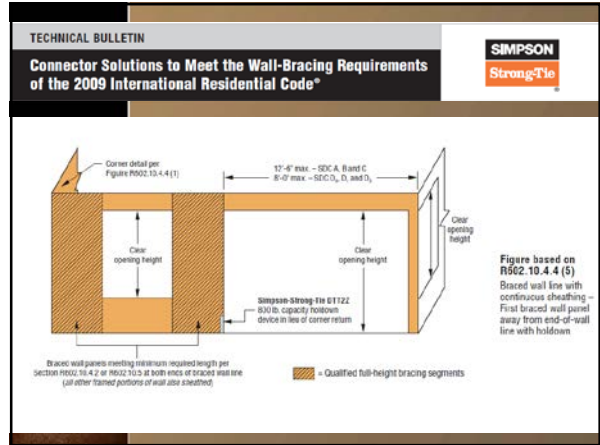 TECHNICAL BULLETIN
Connector Solutions to Meet the Wall-Bracing Requirements
of the 2009 International Residential Code®
SIMPSON
Strong-Tie
®
Corner detail per
Figure R602.10.4.4 (1)
12'-6" max. – SDC A, B and C
8'-0" max. – SDC D₀, D₁ and D₂
Clear
opening height
Clear
opening height
Clear
opening height
Simpson-Strong-Tie DTT2Z
800 lb. capacity holdown
device in lieu of corner return
Figure based on
R602.10.4.4 (5)
Braced wall line with
continuous sheathing –
First braced wall panel
away from end-of-wall
line with holdown
Braced wall panels meeting minimum required length per
Section R602.10.4.2 or R602.10.5 at both ends of braced wall line
(all other framed portions of wall also sheathed)
= Qualified full-height bracing segments